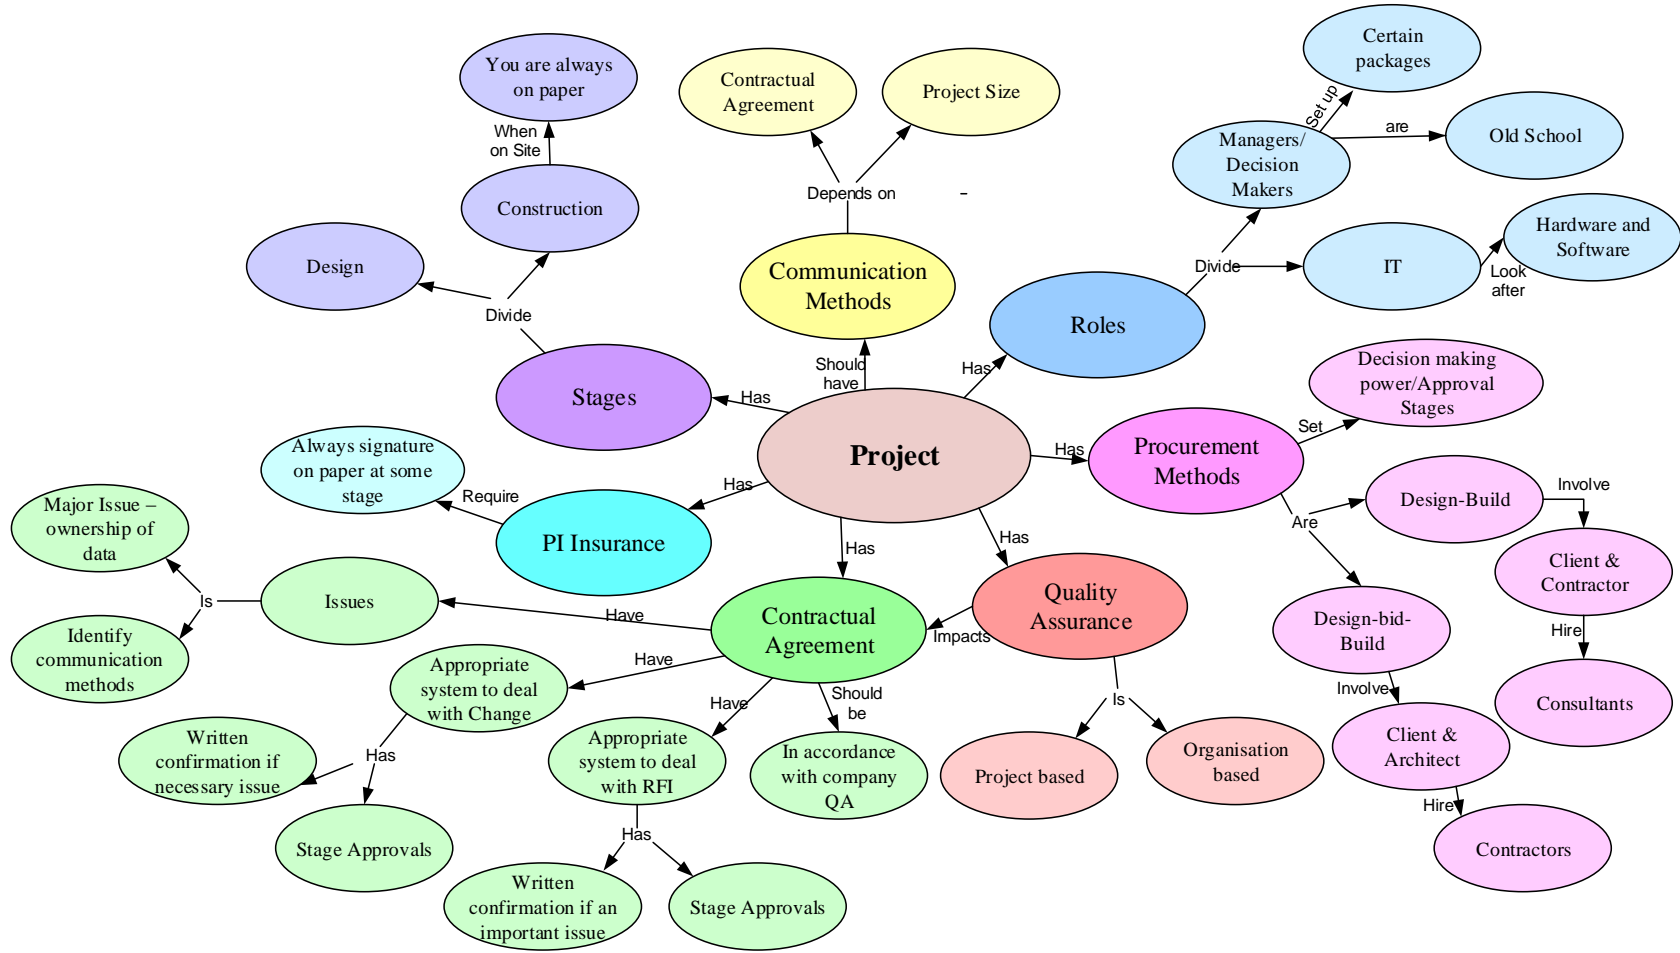 You are always
on paper
When
on Site
Construction
Design
Divide
Stages
Has
Contractual
Agreement
Project Size
Depends on
–
Communication
Methods
Should
have
Certain
packages
Set up
are
Old School
Managers/
Decision
Makers
Hardware and
Software
Look
after
IT
Divide
Roles
Has
Project
Decision making
power/Approval
Stages
Set
Procurement
Methods
Has
Are
Design-Build
Involve
Client &
Contractor
Hire
Consultants
Design-bid-
Build
Involve
Client &
Architect
Hire
Contractors
Always signature
on paper at some
stage
Require
PI Insurance
Has
Has
Has
Quality
Assurance
Impacts
Is
Project based
Organisation
based
Contractual
Agreement
Have
Issues
Is
Major Issue –
ownership of
data
Identify
communication
methods
Have
Appropriate
system to deal
with Change
Has
Written
confirmation if
necessary issue
Stage Approvals
Have
Appropriate
system to deal
with RFI
Has
Written
confirmation if an
important issue
Stage Approvals
Should
be
In accordance
with company
QA